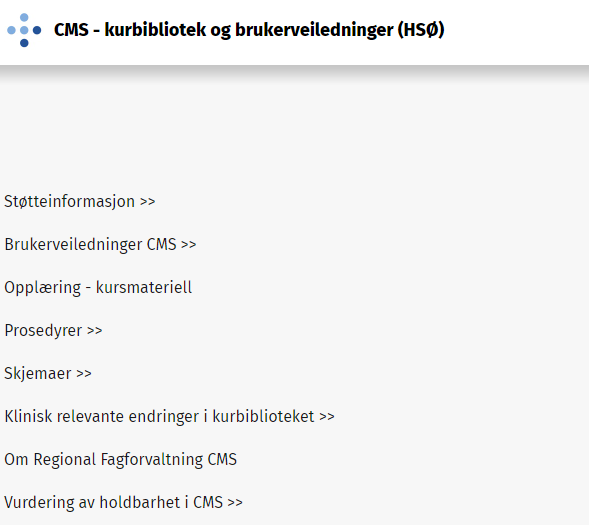 CMS - kurbibliotek og brukerveiledninger (HSØ)
Støtteinformasjon >>
Brukerveiledninger CMS >>
Opplæring - kursmateriell
Prosedyrer >>
Skjemaer >>
Klinisk relevante endringer i kurbiblioteket >>
Om Regional Fagforvaltning CMS
Vurdering av holdbarhet i CMS >>